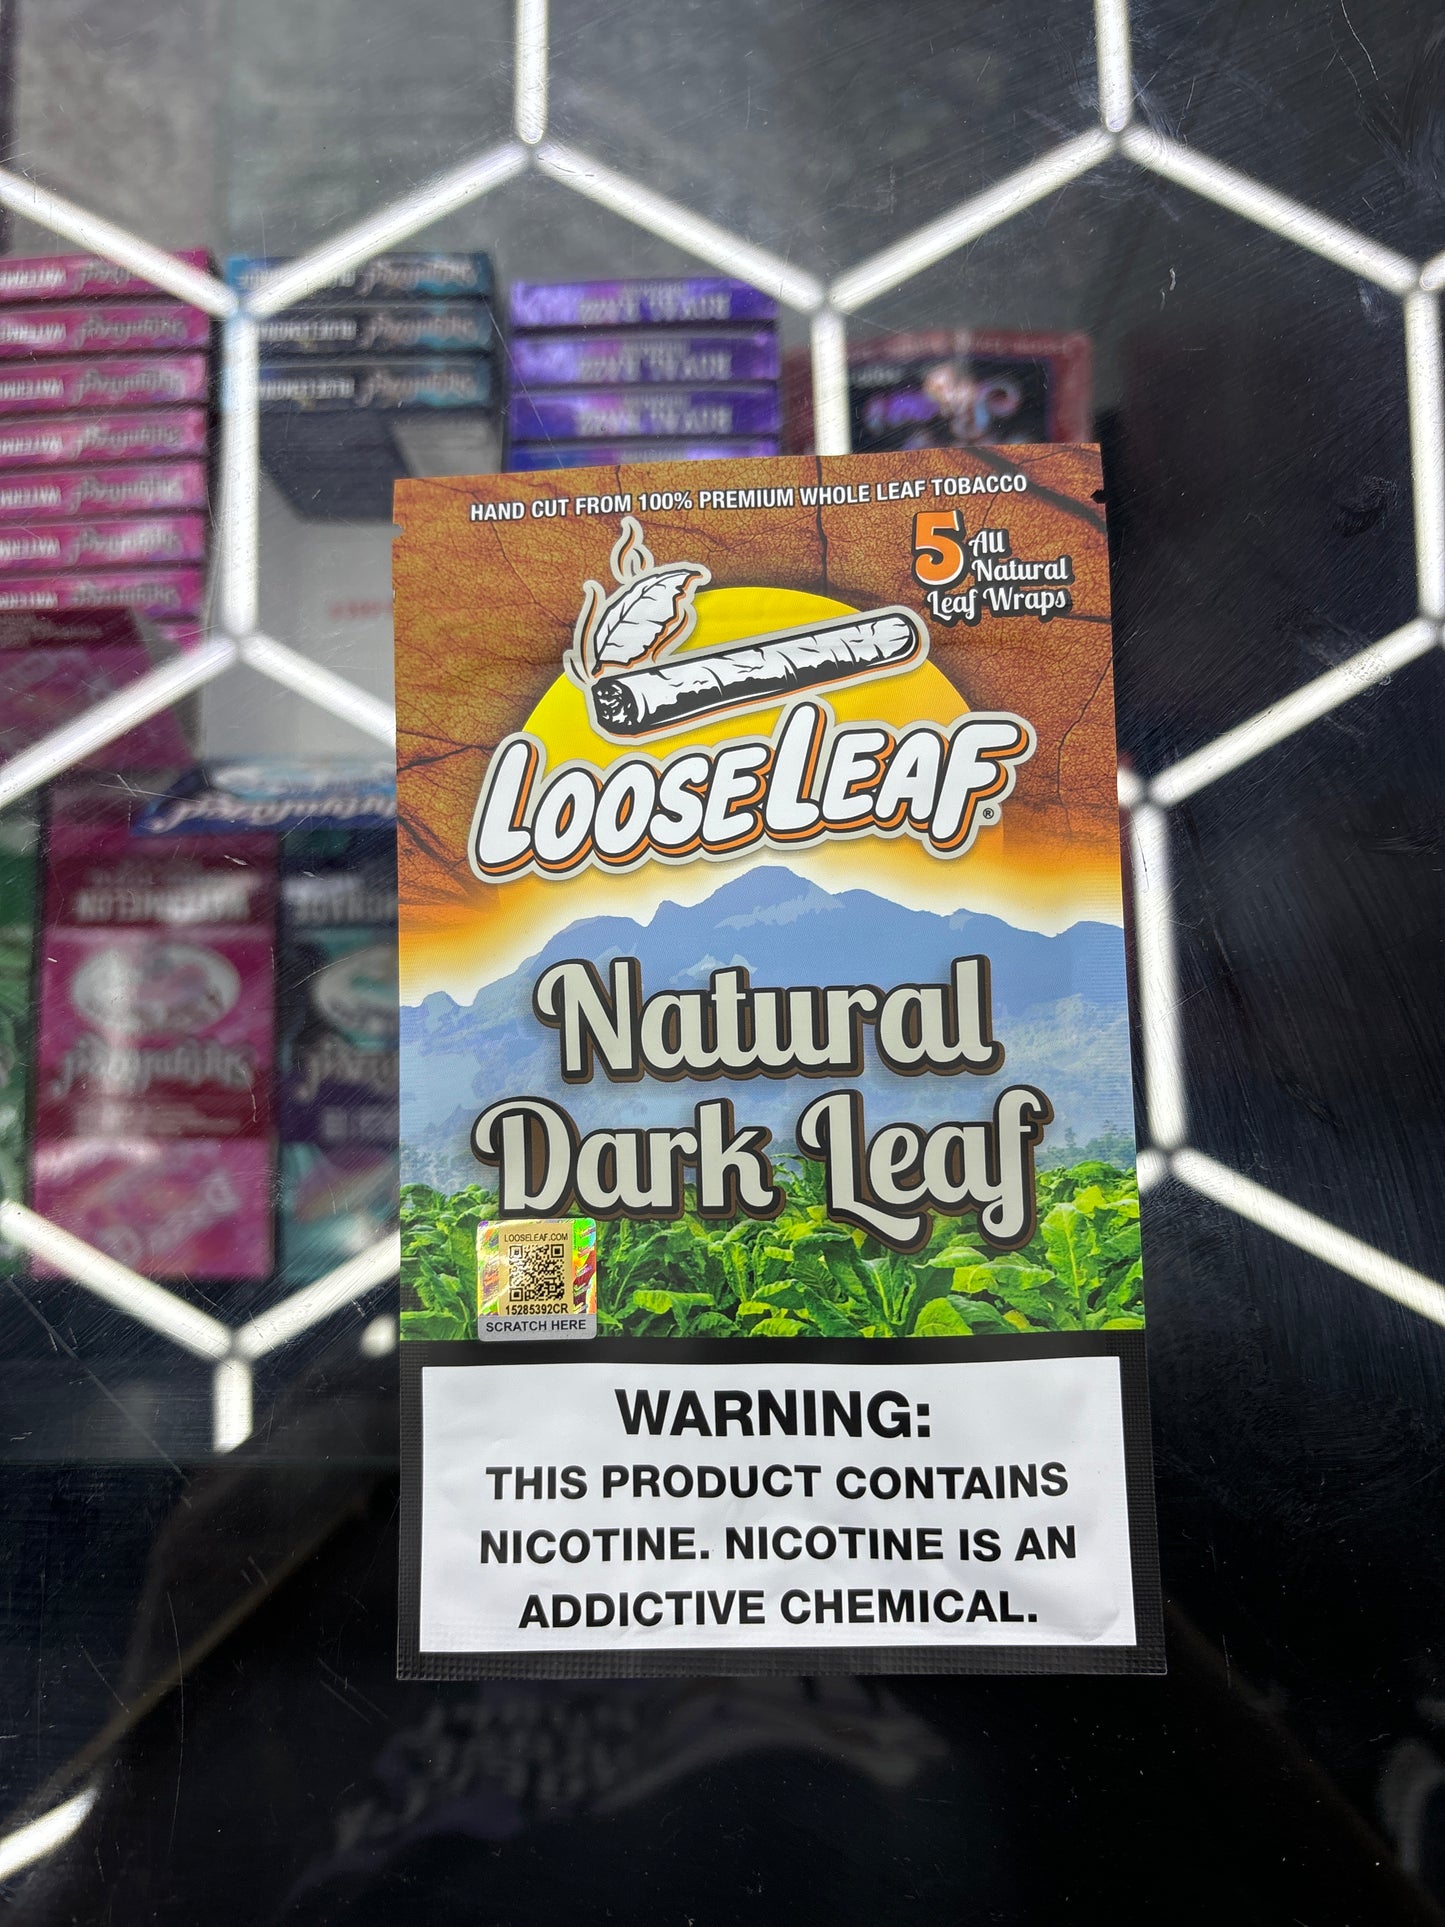 HAND CUT FROM 100% PREMIUM WHOLE LEAF TOBACCO
5 All
Natural
Leaf Wraps
LOOSELEAF®
Natural
Dark Leaf
LOOSELEAF.COM
15285392CR
SCRATCH HERE
WARNING:
THIS PRODUCT CONTAINS
NICOTINE. NICOTINE IS AN
ADDICTIVE CHEMICAL.